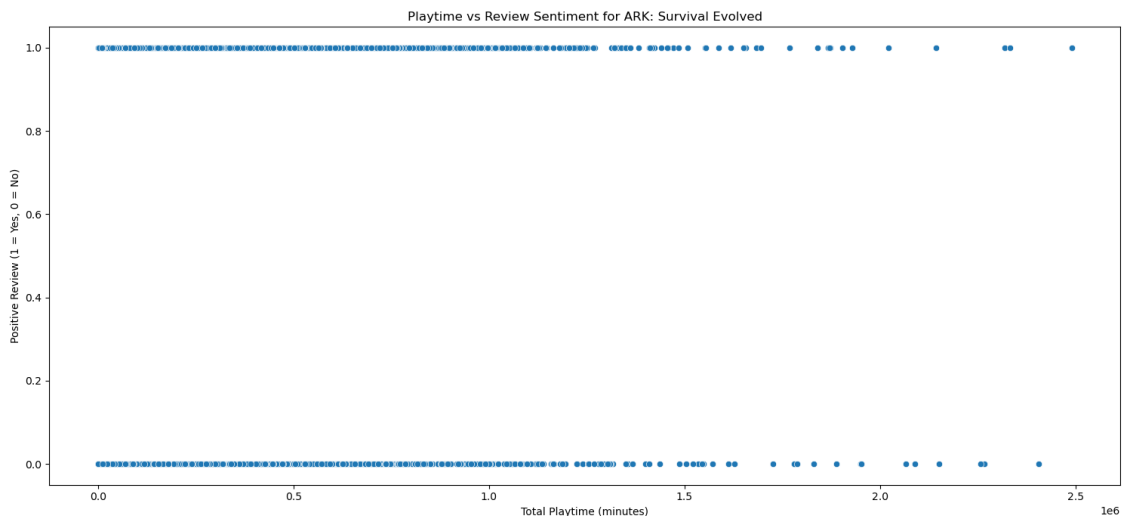 Playtime vs Review Sentiment for ARK: Survival Evolved
1.0
0.8
0.6
0.4
0.2
0.0
Positive Review (1 = Yes, 0 = No)
0.0 0.5 1.0 1.5 2.0 2.5
1e6
Total Playtime (minutes)